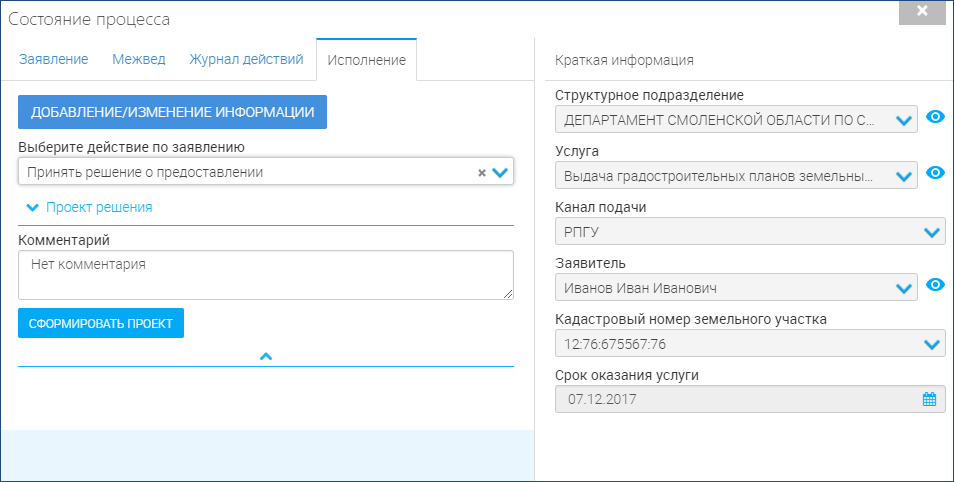 Состояние процесса
Заявление
Межвед
Журнал действий
Исполнение
ДОБАВЛЕНИЕ/ИЗМЕНЕНИЕ ИНФОРМАЦИИ
Выберите действие по заявлению
Принять решение о предоставлении
Проект решения
Комментарий
Нет комментария
СФОРМИРОВАТЬ ПРОЕКТ
Краткая информация
Структурное подразделение
ДЕПАРТАМЕНТ СМОЛЕНСКОЙ ОБЛАСТИ ПО С...
Услуга
Выдача градостроительных планов земельны...
Канал подачи
РПГУ
Заявитель
Иванов Иван Иванович
Кадастровый номер земельного участка
12:76:675567:76
Срок оказания услуги
07.12.2017